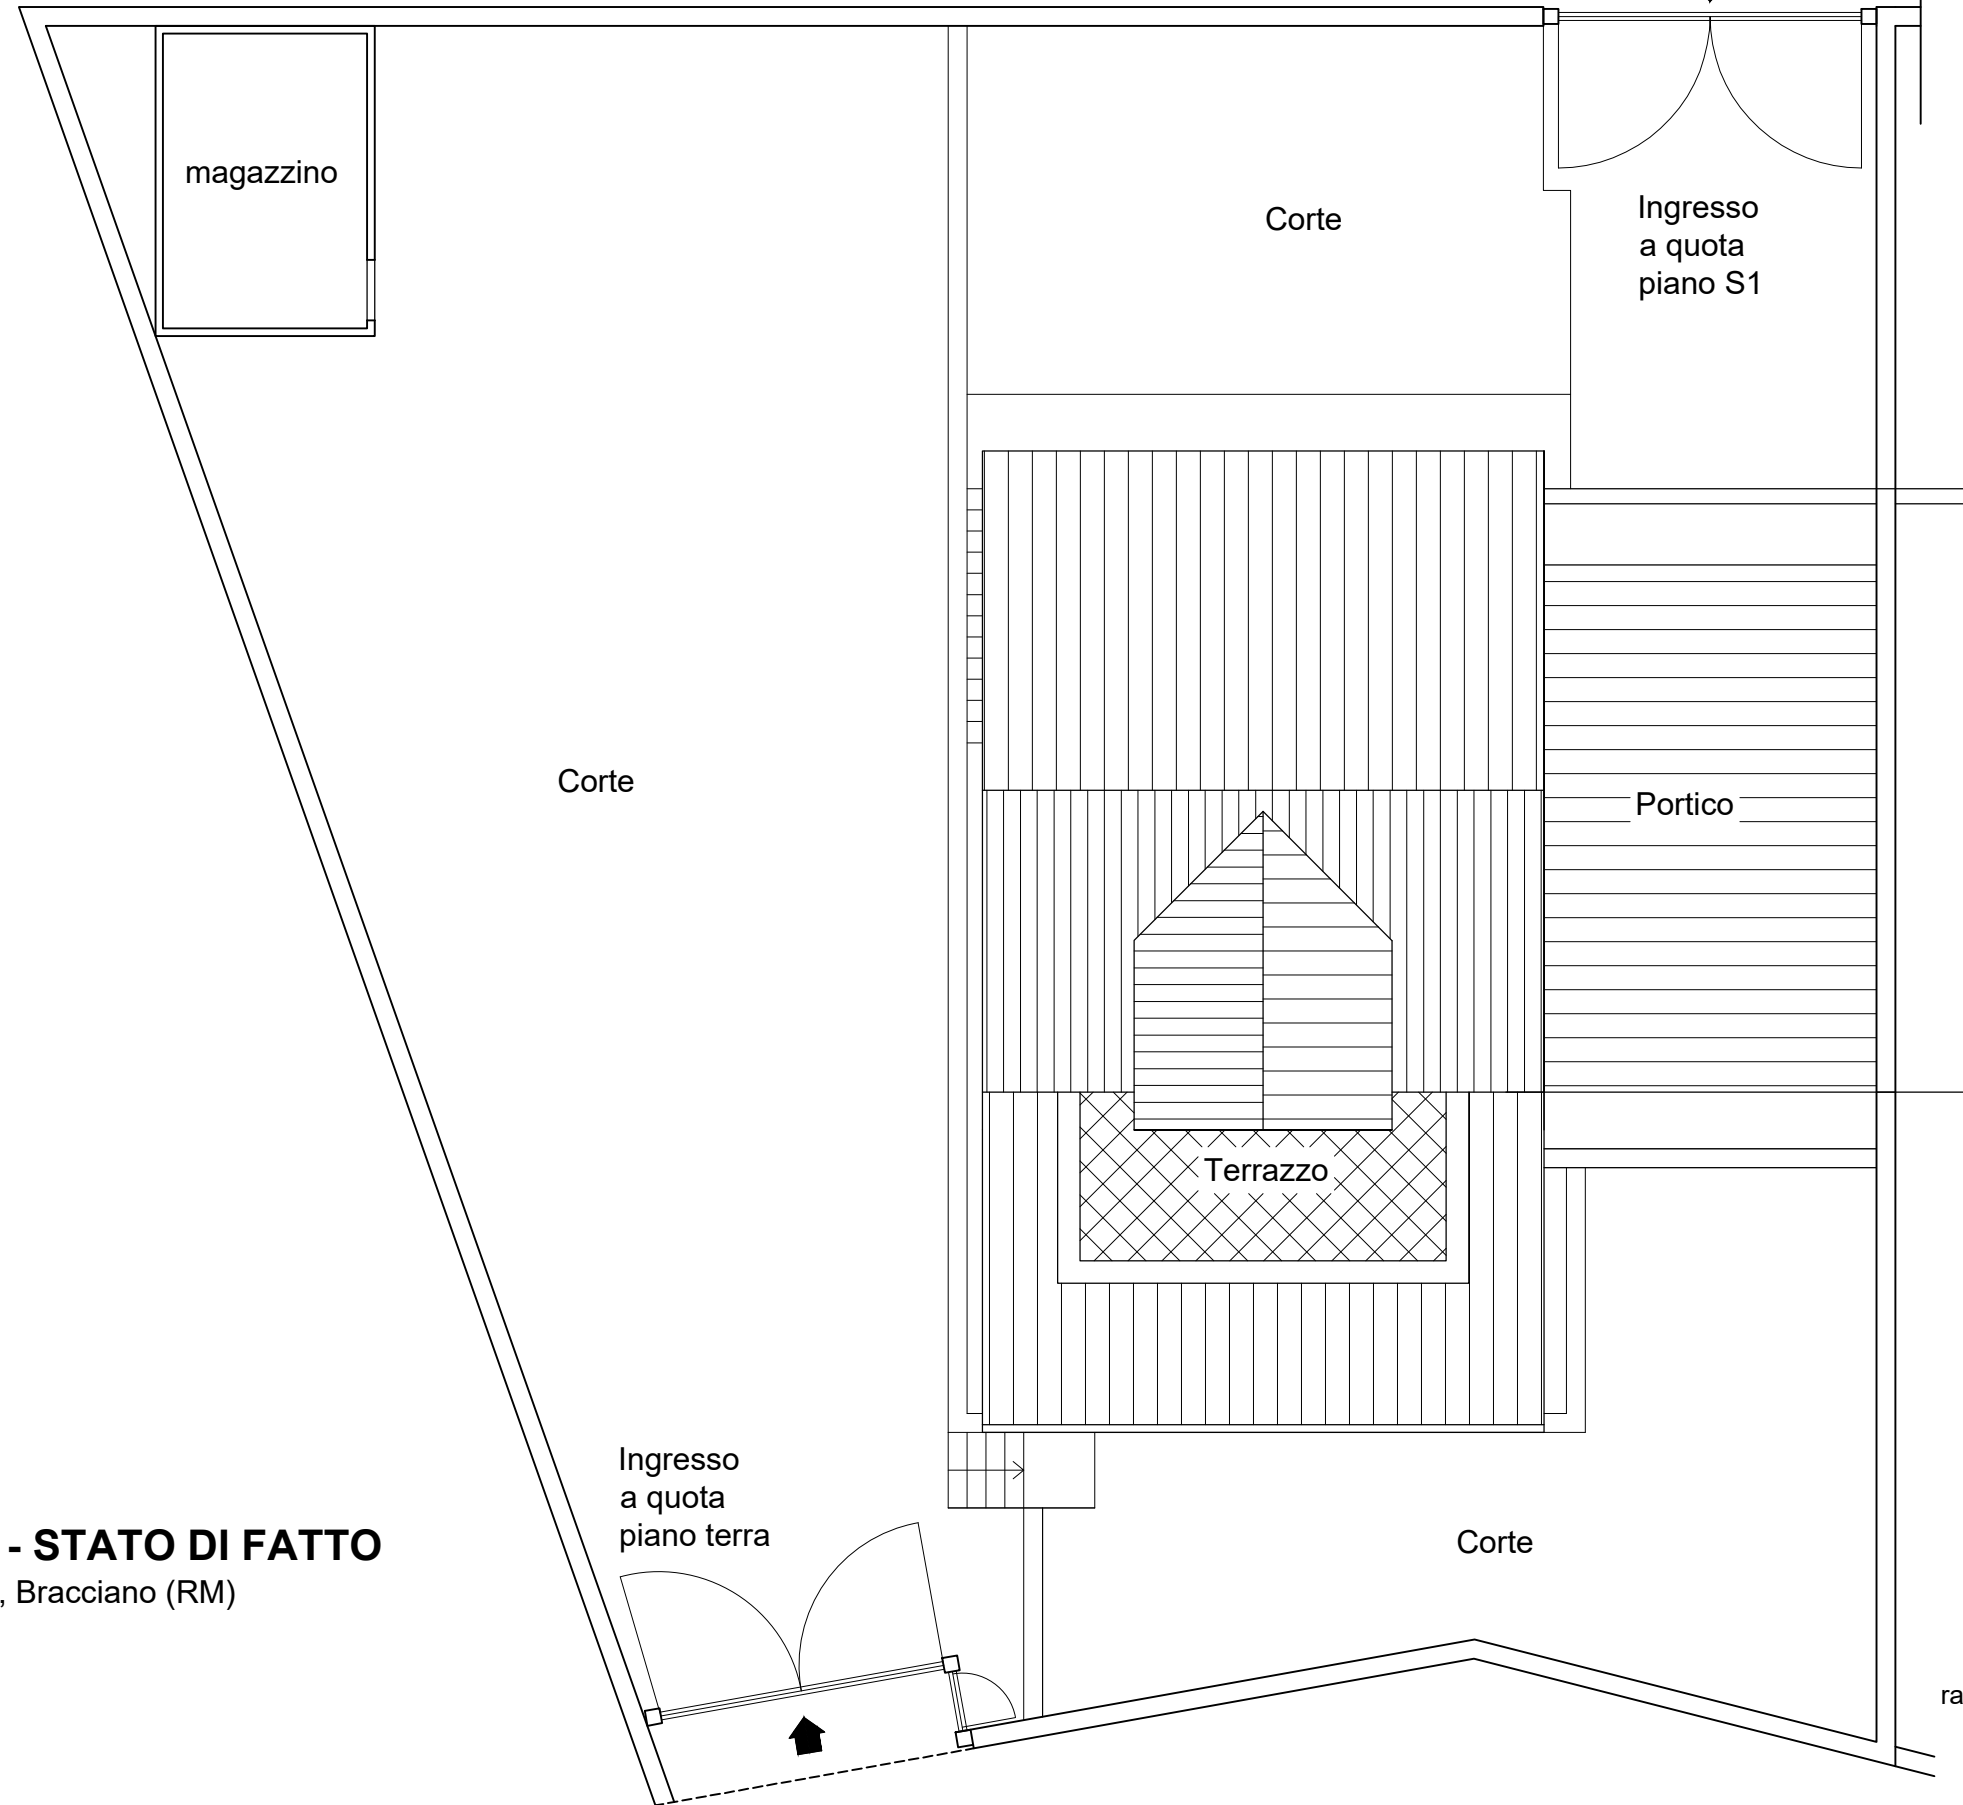 magazzino
Corte
Ingresso
a quota
piano S1
Corte
Portico
Terrazzo
Ingresso
a quota
piano terra
- STATO DI FATTO
, Bracciano (RM)
Corte
ra